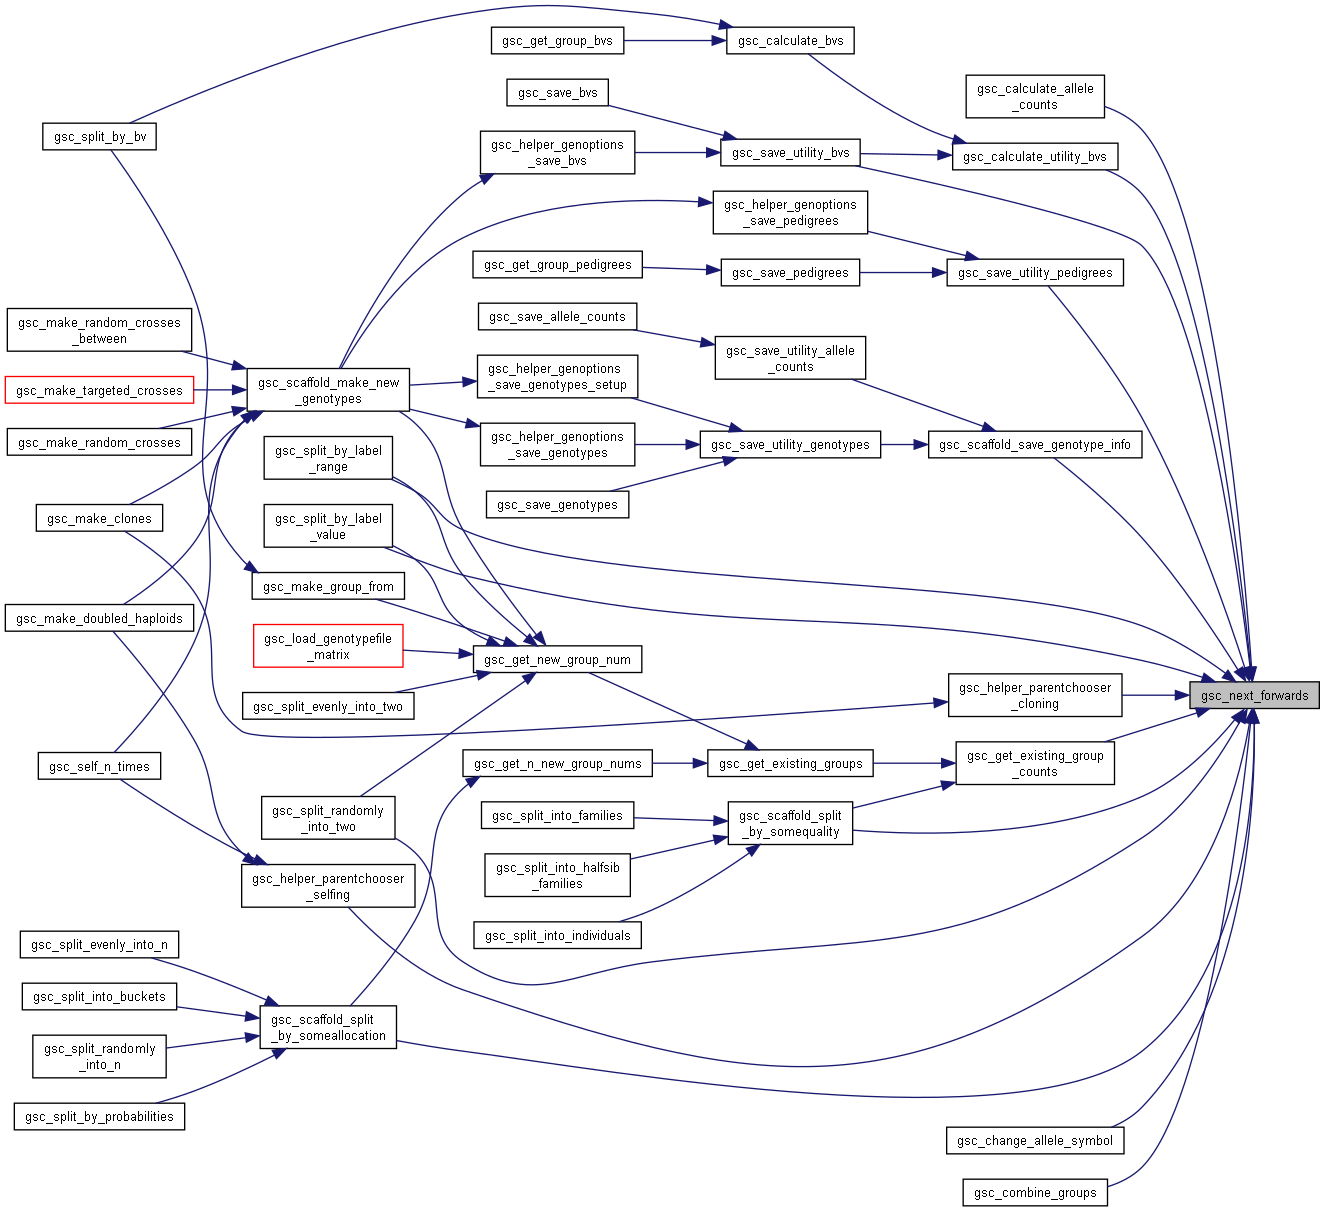 gsc_get_group_bvs
gsc_calculate_bvs
gsc_save_bvs
gsc_calculate_allele
_counts
gsc_split_by_bv
gsc_helper_genoptions
_save_bvs
gsc_save_utility_bvs
gsc_calculate_utility_bvs
gsc_helper_genoptions
_save_pedigrees
gsc_get_group_pedigrees
gsc_save_pedigrees
gsc_save_utility_pedigrees
gsc_save_allele_counts
gsc_make_random_crosses
_between
gsc_save_utility_allele
_counts
gsc_make_targeted_crosses
gsc_scaffold_make_new
_genotypes
gsc_helper_genoptions
_save_genotypes_setup
gsc_make_random_crosses
gsc_split_by_label
_range
gsc_helper_genoptions
_save_genotypes
gsc_save_utility_genotypes
gsc_scaffold_save_genotype_info
gsc_save_genotypes
gsc_make_clones
gsc_split_by_label
_value
gsc_make_group_from
gsc_make_doubled_haploids
gsc_load_genotypefile
_matrix
gsc_get_new_group_num
gsc_split_evenly_into_two
gsc_helper_parentchooser
_cloning
gsc_next_forwards
gsc_self_n_times
gsc_get_n_new_group_nums
gsc_get_existing_groups
gsc_get_existing_group
_counts
gsc_split_randomly
_into_two
gsc_split_into_families
gsc_scaffold_split
_by_somequality
gsc_helper_parentchooser
_selfing
gsc_split_into_halfsib
_families
gsc_split_into_individuals
gsc_split_evenly_into_n
gsc_split_into_buckets
gsc_scaffold_split
_by_someallocation
gsc_split_randomly
_into_n
gsc_split_by_probabilities
gsc_change_allele_symbol
gsc_combine_groups